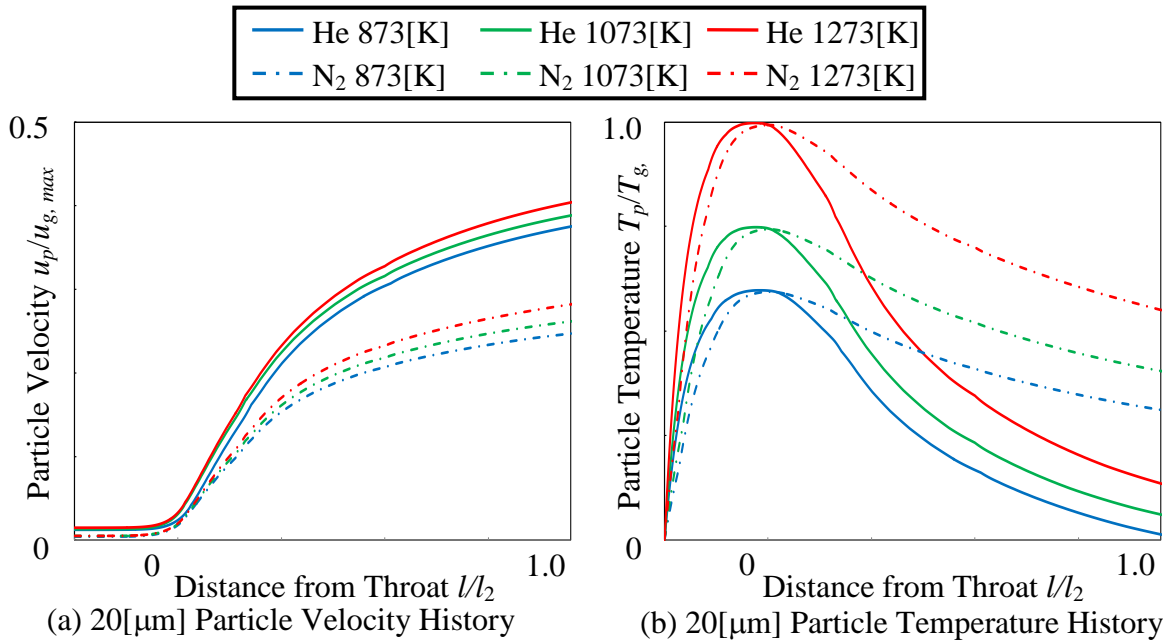 He 873[K] He 1073[K] He 1273[K]
N₂ 873[K] N₂ 1073[K] N₂ 1273[K]
0.5
Particle Velocity uₚ/u_g, max
0
0
1.0
Distance from Throat l/l₂
(a) 20[μm] Particle Velocity History
1.0
Particle Temperature Tₚ/T_g,
0
0
1.0
Distance from Throat l/l₂
(b) 20[μm] Particle Temperature History